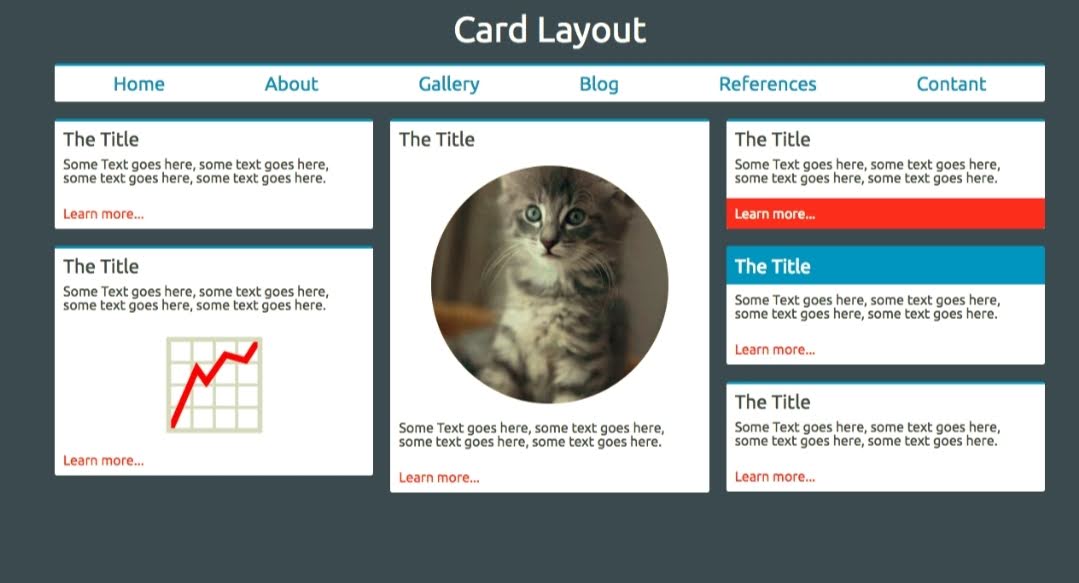 Card Layout
Home About Gallery Blog References Contant
The Title
Some Text goes here, some text goes here,
some text goes here, some text goes here.
Learn more...
The Title
Some Text goes here, some text goes here,
some text goes here, some text goes here.
Learn more...
The Title
Some Text goes here, some text goes here,
some text goes here, some text goes here.
Learn more...
The Title
Some Text goes here, some text goes here,
some text goes here, some text goes here.
Learn more...
The Title
Some Text goes here, some text goes here,
some text goes here, some text goes here.
Learn more...
The Title
Some Text goes here, some text goes here,
some text goes here, some text goes here.
Learn more...